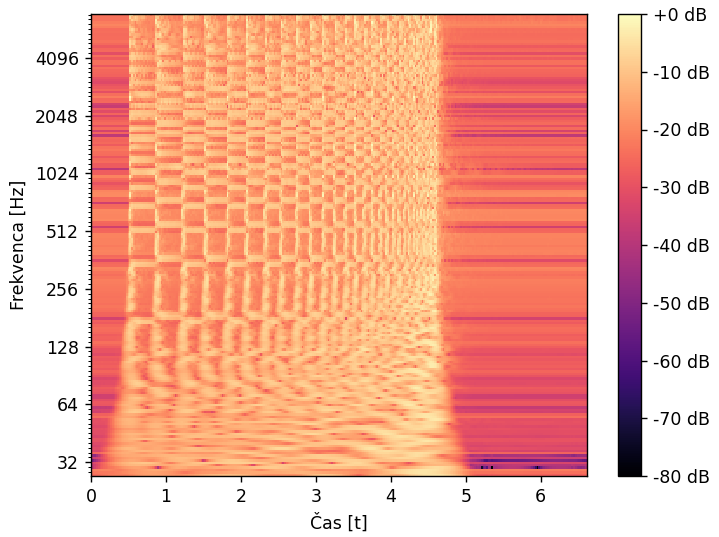 +0 dB
4096
-10 dB
2048
-20 dB
1024
-30 dB
512
-40 dB
256
-50 dB
128
-60 dB
64
-70 dB
32
-80 dB
Frekvenca [Hz]
0 1 2 3 4 5 6
Čas [t]